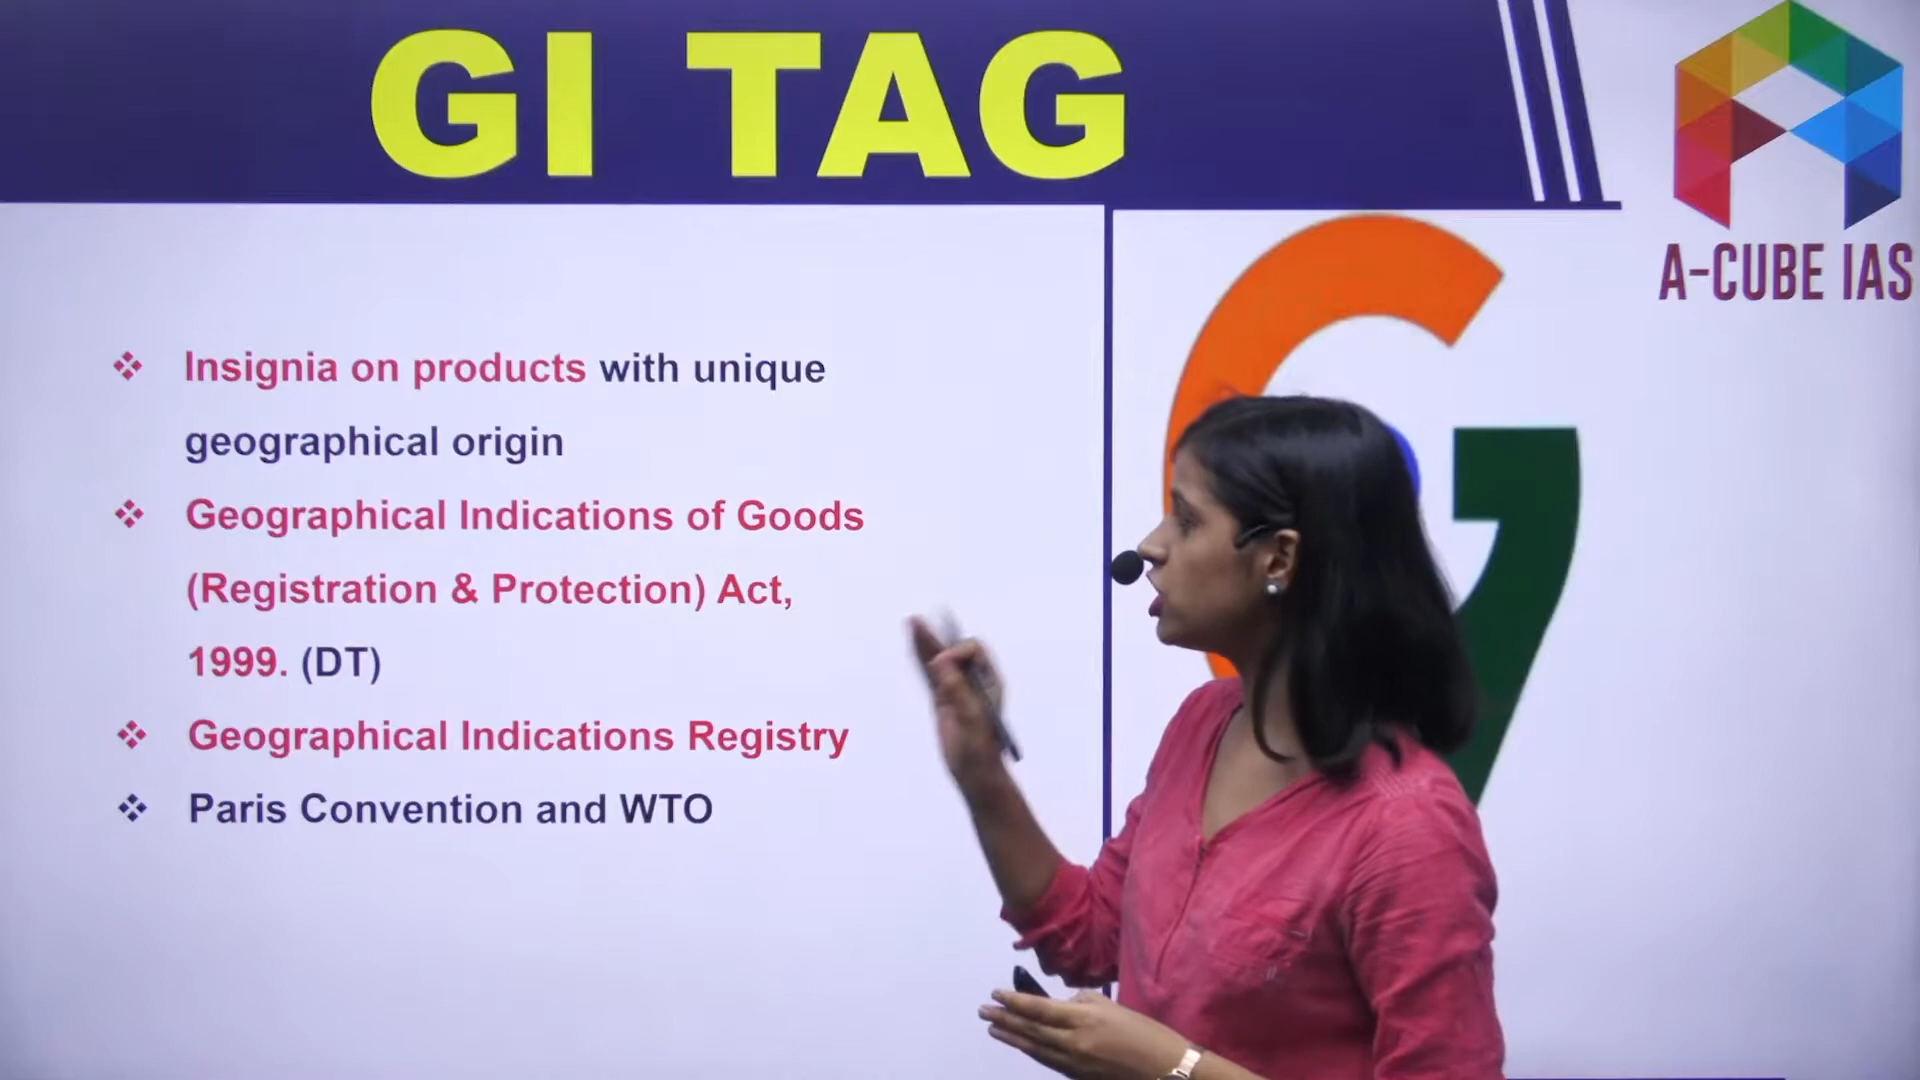 GI TAG
A-CUBE IAS
Insignia on products with unique
geographical origin
Geographical Indications of Goods
(Registration & Protection) Act,
1999. (DT)
Geographical Indications Registry
Paris Convention and WTO